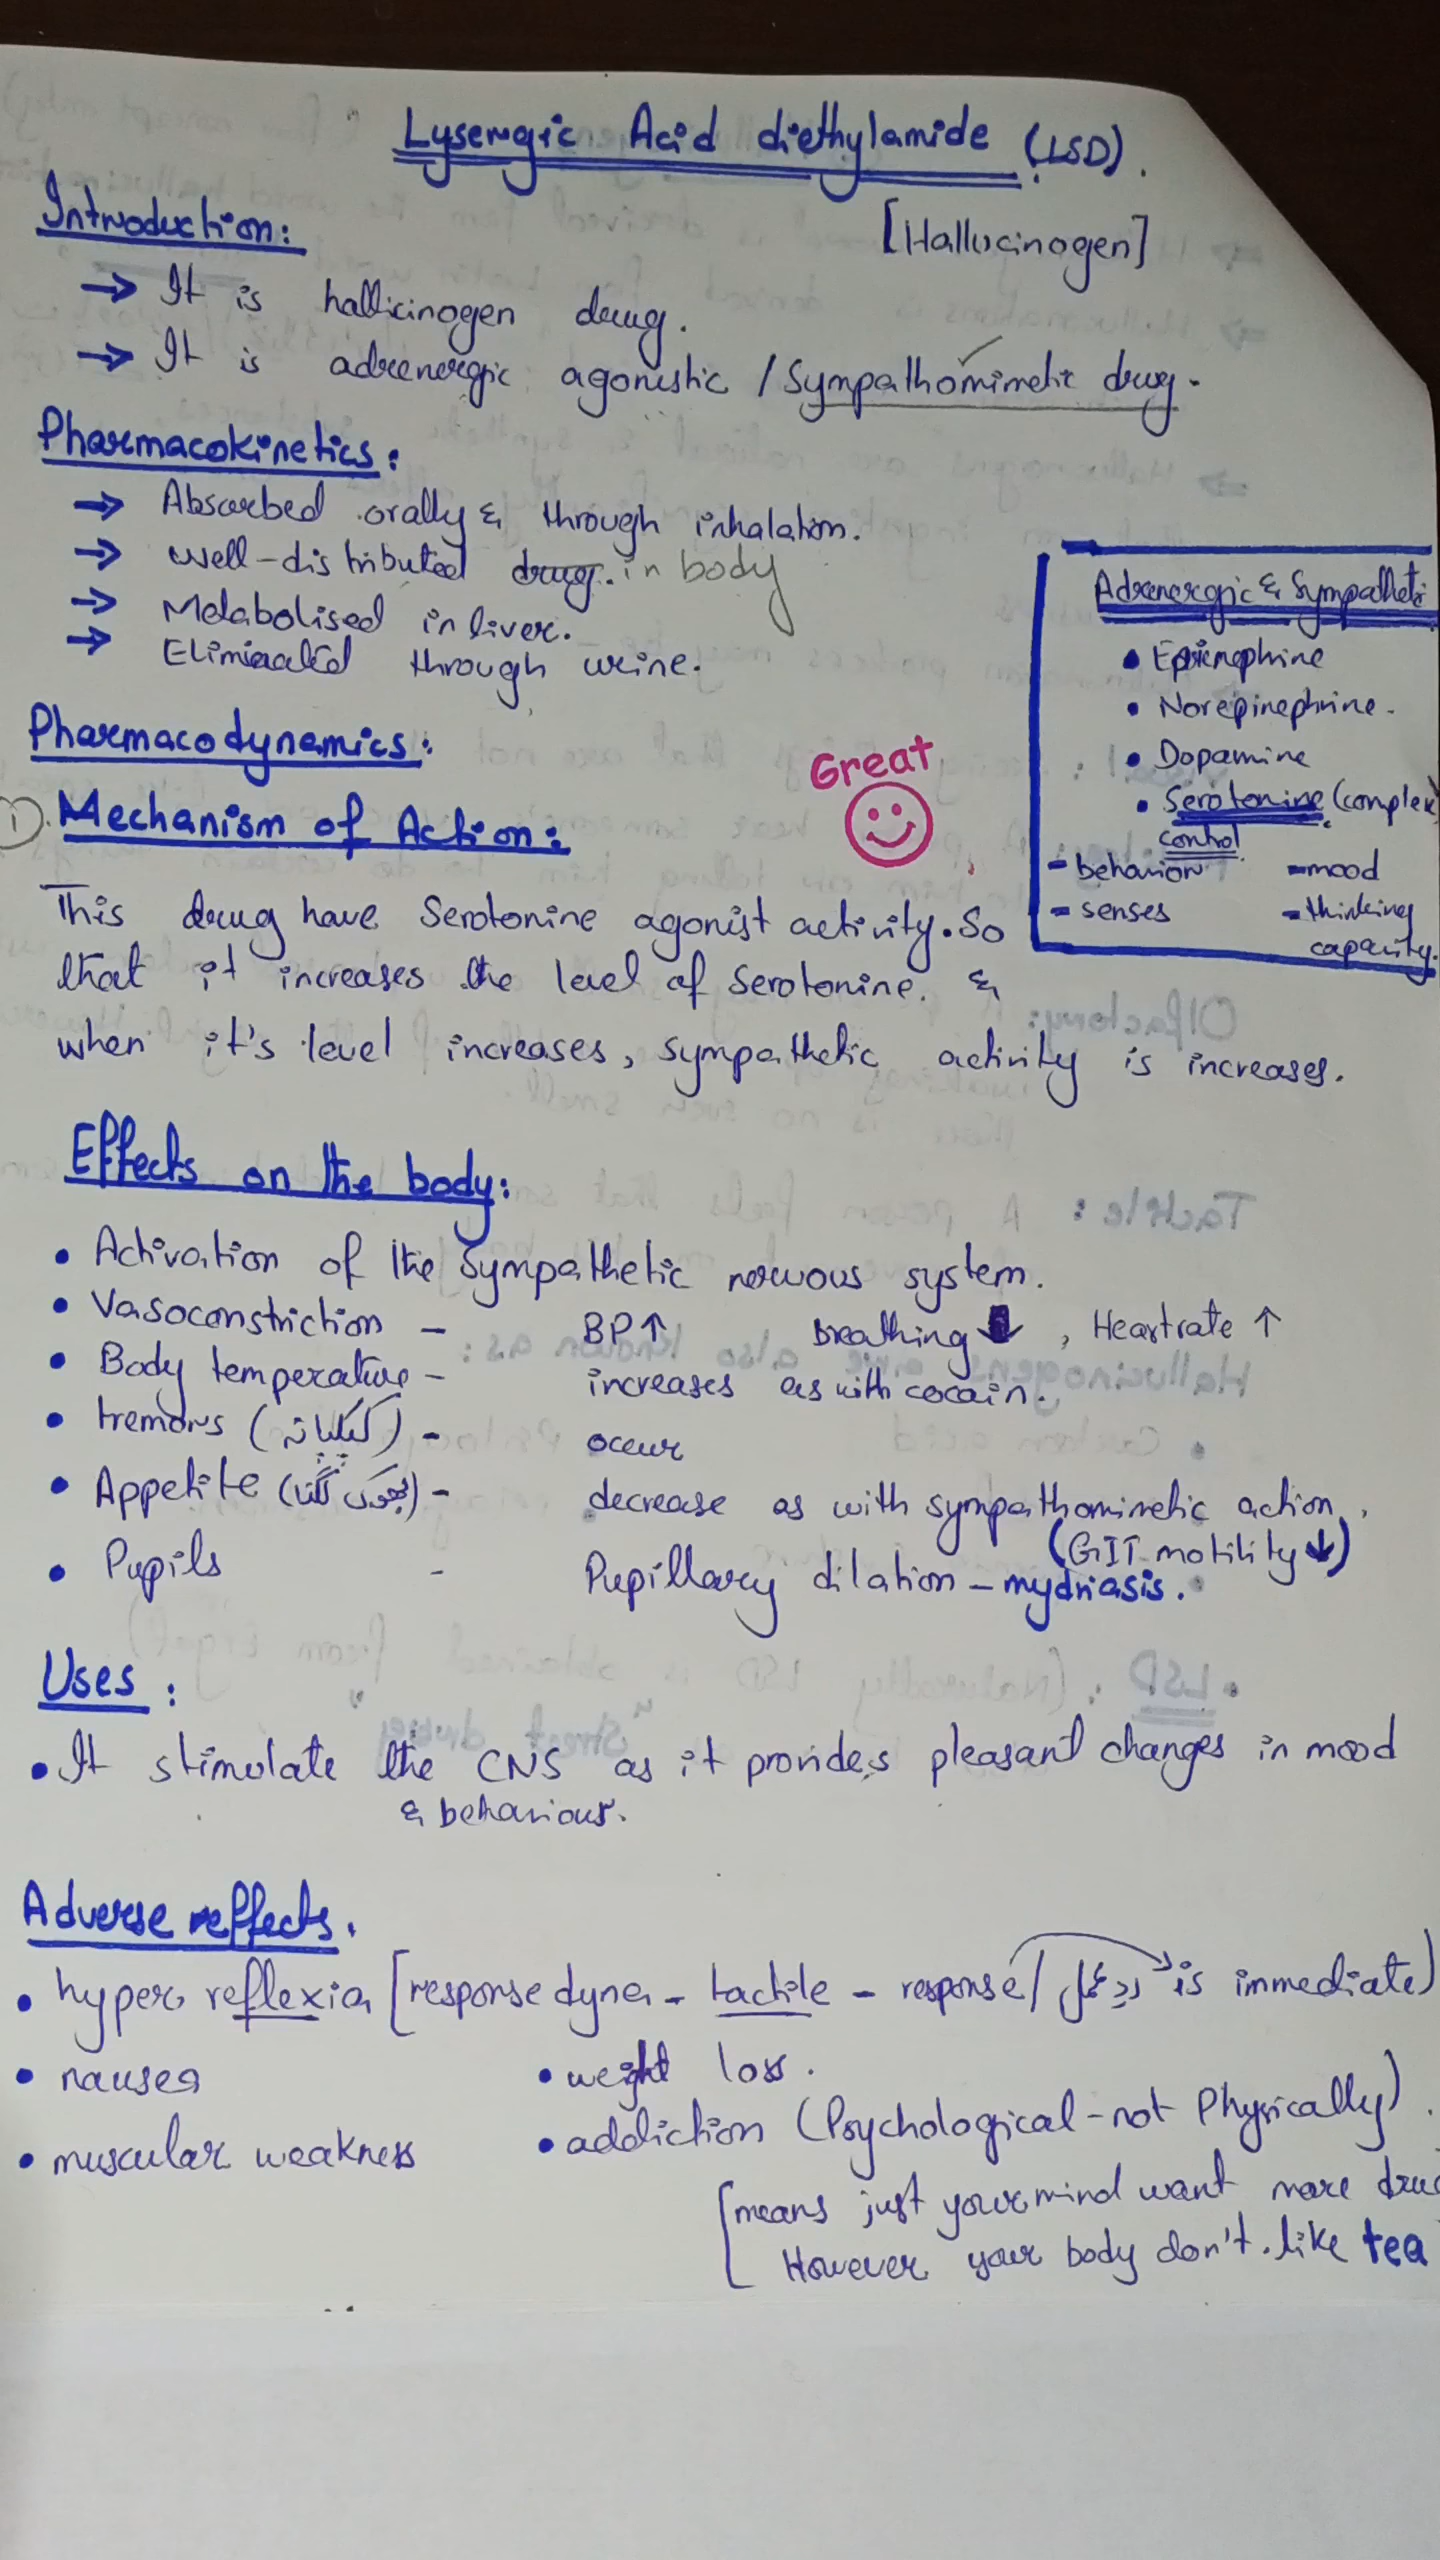 Lysergic Acid diethylamide (LSD).
[Hallucinogen]
Introduction:
→ It is hallicinogen drug.
→ It is adrenergic agonistic / Sympathomimetic drug.
Pharmacokinetics:
→ Absorbed orally & through inhalation.
→ well-distributed drug. in body
→ Metabolised in liver.
→ Eliminated through urine.
Adrenergic & Sympatheti
• Epinephrine
• Norepinephrine.
• Dopamine
• Serotonine (complex)
control
- behaviour - mood
- senses - thinking
capacity.
Pharmacodynamics:
Great
1). Mechanism of Action:
This drug have Serotonine agonist activity. So
that it increases the level of Serotonine. &
when it's level increases, sympathetic activity is increases.
Effects on the body:
• Activation of the Sympathetic nervous system.
• Vasoconstriction - BP↑ Breathing ↓, Heartrate ↑
• Body temperature - increases as with cocain.
• tremors (کپکپانہ) - occur
• Appetite (بھوک لگنا) - decrease as with sympathomimetic action.
(GIT motility ↓)
• Pupils - Pupillary dilation - mydriasis.
Uses:
• It stimulate the CNS as it provides pleasant changes in mood
& behaviour.
Adverse effects.
• hyper reflexia [response dyna - tactile - response / ردعمل is immediate)
• nausea • weight loss.
• muscular weakness • addiction (Psychological - not Physically).
[means just your mind want more drug
However your body don't. like tea